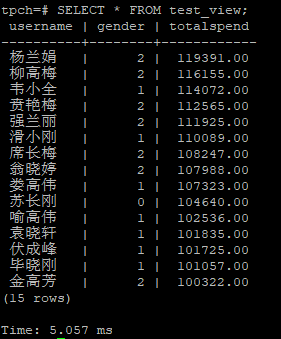 tpch=# SELECT * FROM test_view;
username | gender | totalspend
----------+--------+------------
杨兰娟 | 2 | 119391.00
柳高梅 | 2 | 116155.00
韦小全 | 1 | 114072.00
贲艳梅 | 2 | 112565.00
强兰丽 | 2 | 111925.00
滑小刚 | 1 | 110089.00
席长梅 | 2 | 108247.00
翁晓婷 | 2 | 107988.00
娄高伟 | 1 | 107323.00
苏长刚 | 0 | 104640.00
喻高伟 | 1 | 102536.00
袁晓轩 | 1 | 101835.00
伏成峰 | 1 | 101725.00
毕晓刚 | 1 | 101057.00
金高芳 | 2 | 100322.00
(15 rows)
Time: 5.057 ms